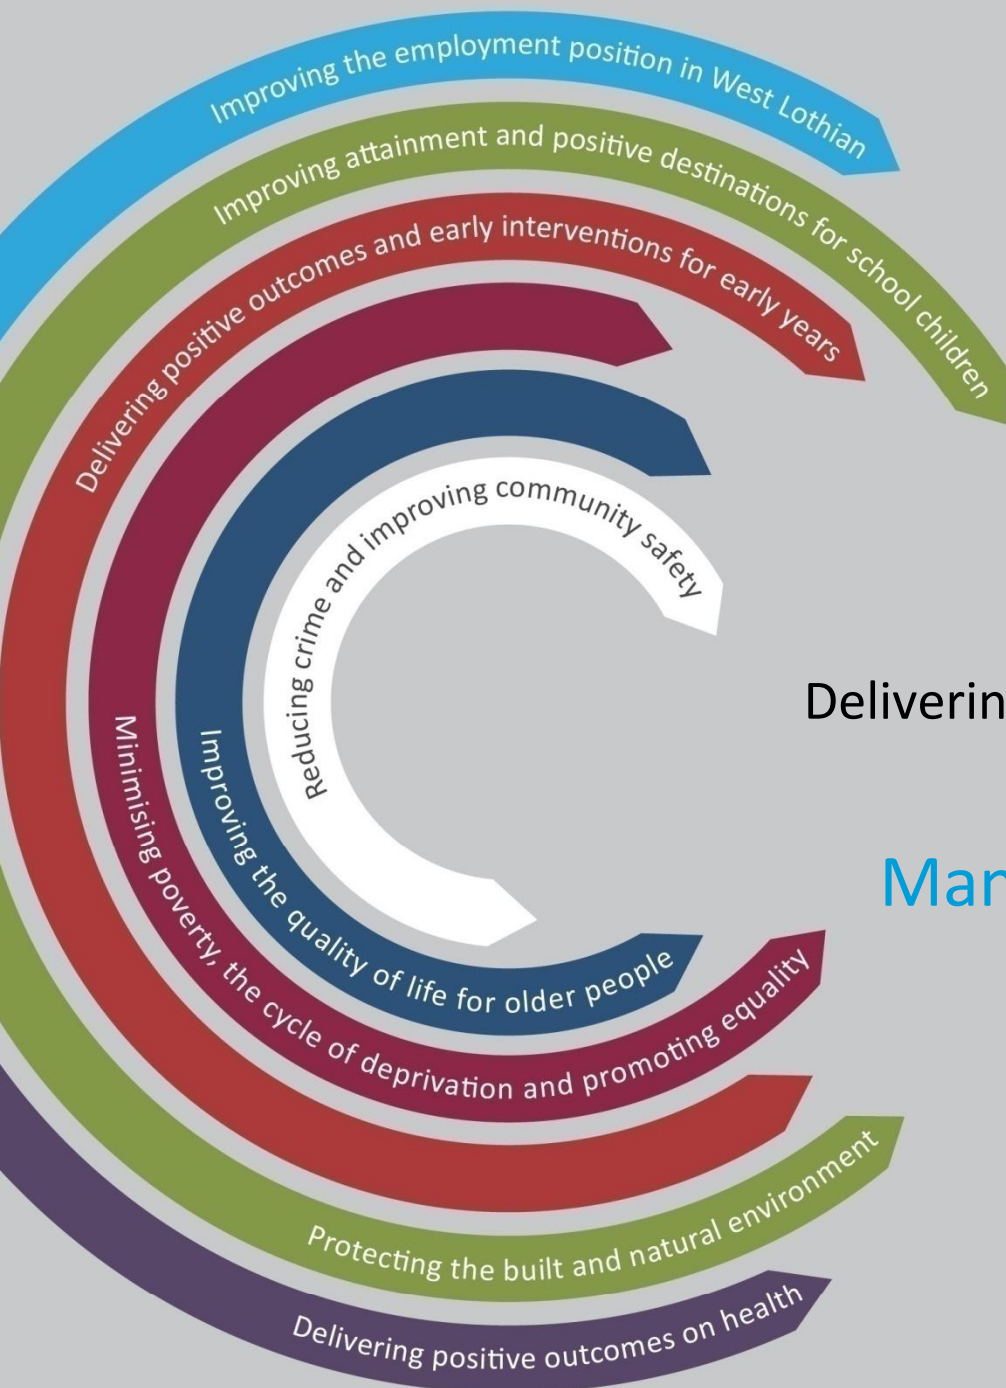 Improving the employment position in West Lothian
Improving attainment and positive destinations for school children
Delivering positive outcomes and early interventions for early years
Reducing crime and improving community safety
Deliverin
Man
Improving the quality of life for older people
Minimising poverty, the cycle of deprivation and promoting equality
Protecting the built and natural environment
Delivering positive outcomes on health